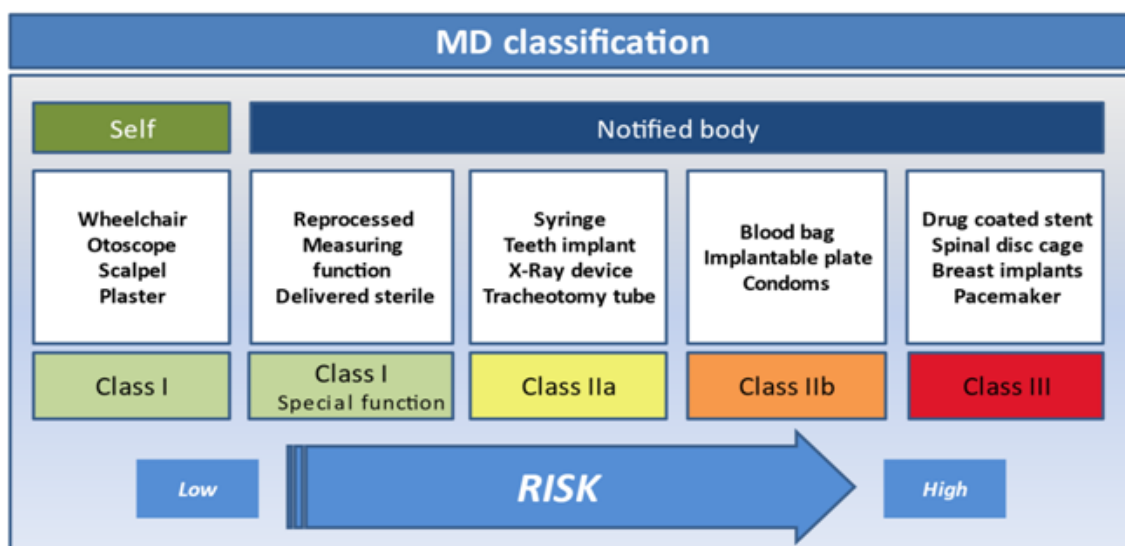 MD classification
Self
Notified body
Wheelchair
Otoscope
Scalpel
Plaster
Reprocessed
Measuring
function
Delivered sterile
Syringe
Teeth implant
X-Ray device
Tracheotomy tube
Blood bag
Implantable plate
Condoms
Drug coated stent
Spinal disc cage
Breast implants
Pacemaker
Class I
Class I
Special function
Class IIa
Class IIb
Class III
Low
RISK
High